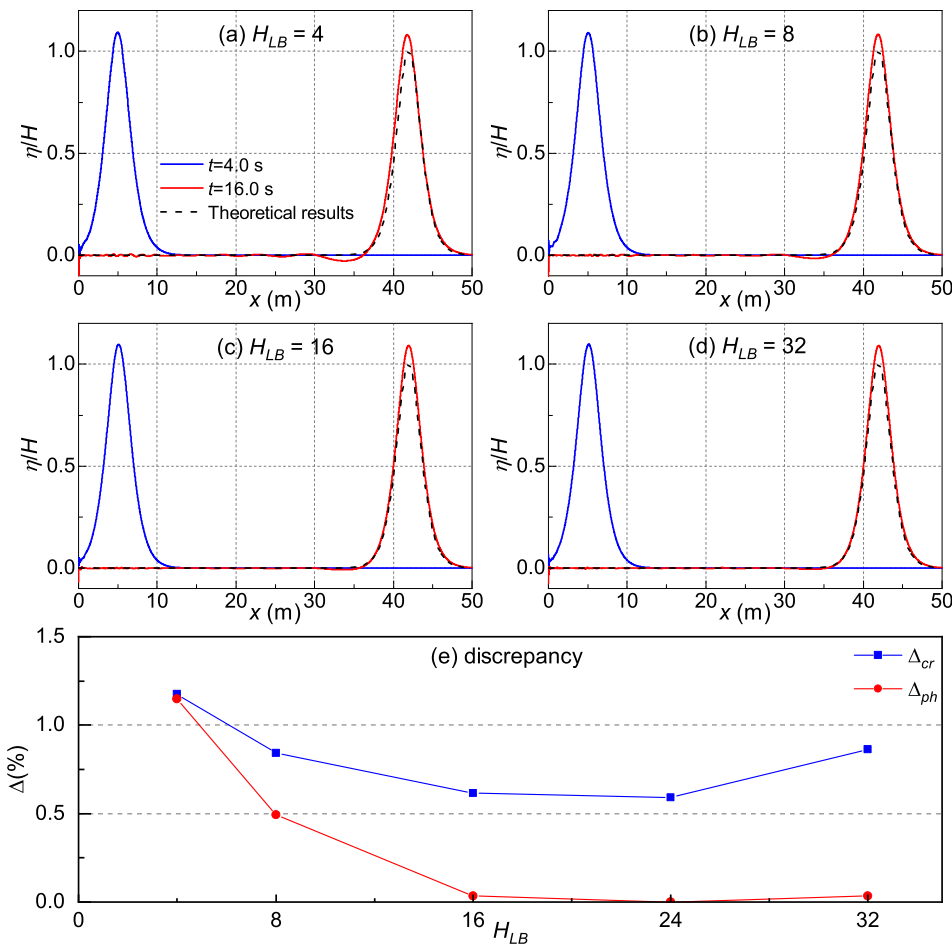 (a) H_LB = 4
η/H
1.0
0.5
0.0
t=4.0 s
t=16.0 s
Theoretical results
0 10 20 30 40 50
x (m)
(b) H_LB = 8
η/H
1.0
0.5
0.0
0 10 20 30 40 50
x (m)
(c) H_LB = 16
η/H
1.0
0.5
0.0
0 10 20 30 40 50
x (m)
(d) H_LB = 32
η/H
1.0
0.5
0.0
0 10 20 30 40 50
x (m)
(e) discrepancy
Δ(%)
1.5
1.0
0.5
0.0
Δcr
Δph
0 8 16 24 32
H_LB